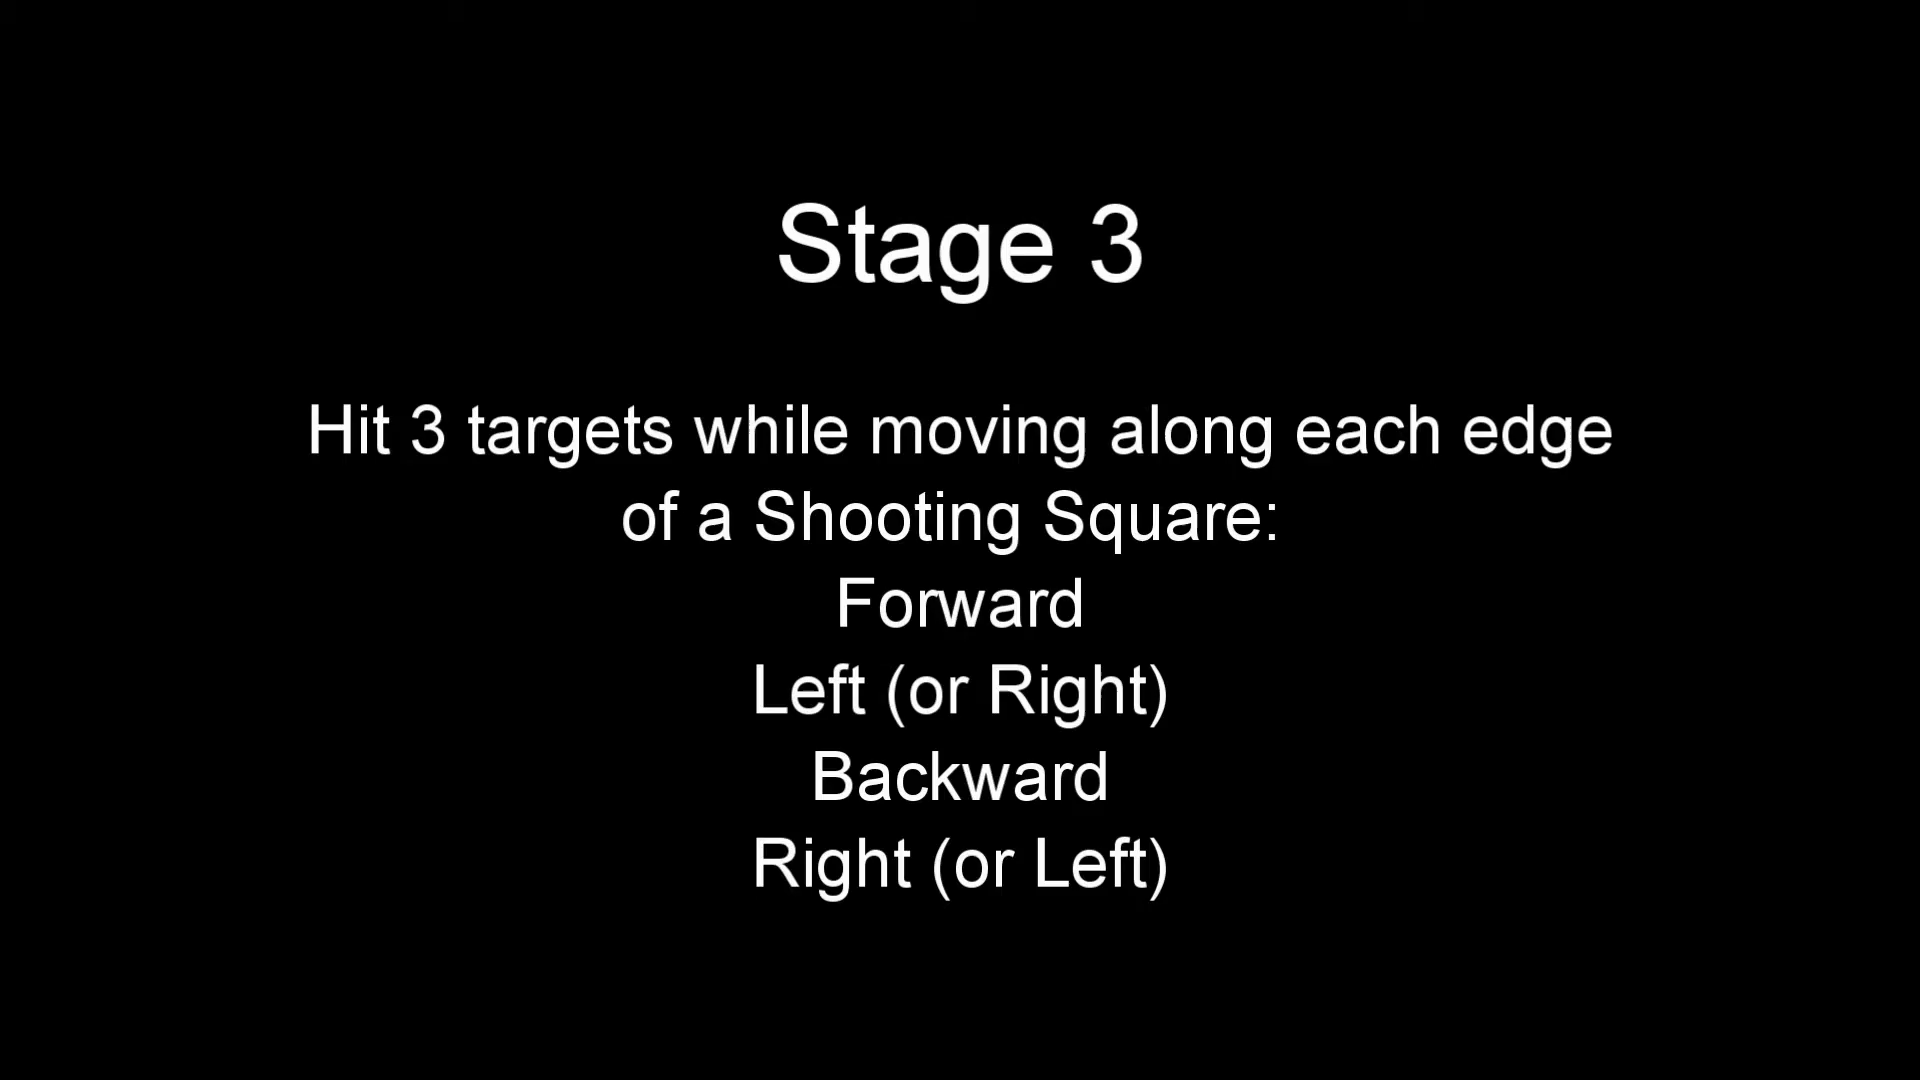 Stage 3
Hit 3 targets while moving along each edge
of a Shooting Square:
Forward
Left (or Right)
Backward
Right (or Left)